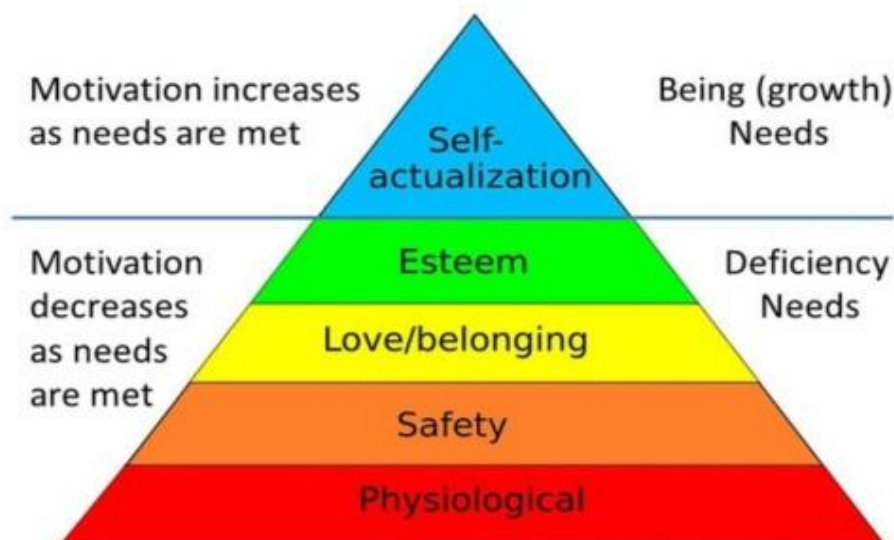 Motivation increases
as needs are met
Being (growth)
Needs
Self-
actualization
Motivation
decreases
as needs
are met
Esteem
Love/belonging
Safety
Physiological
Deficiency
Needs